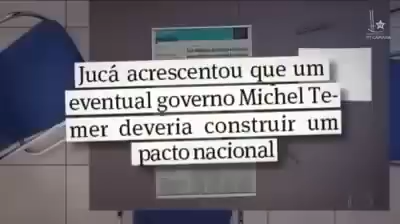 Jucá acrescentou que um
eventual governo Michel Te-
mer deveria construir um
pacto nacional